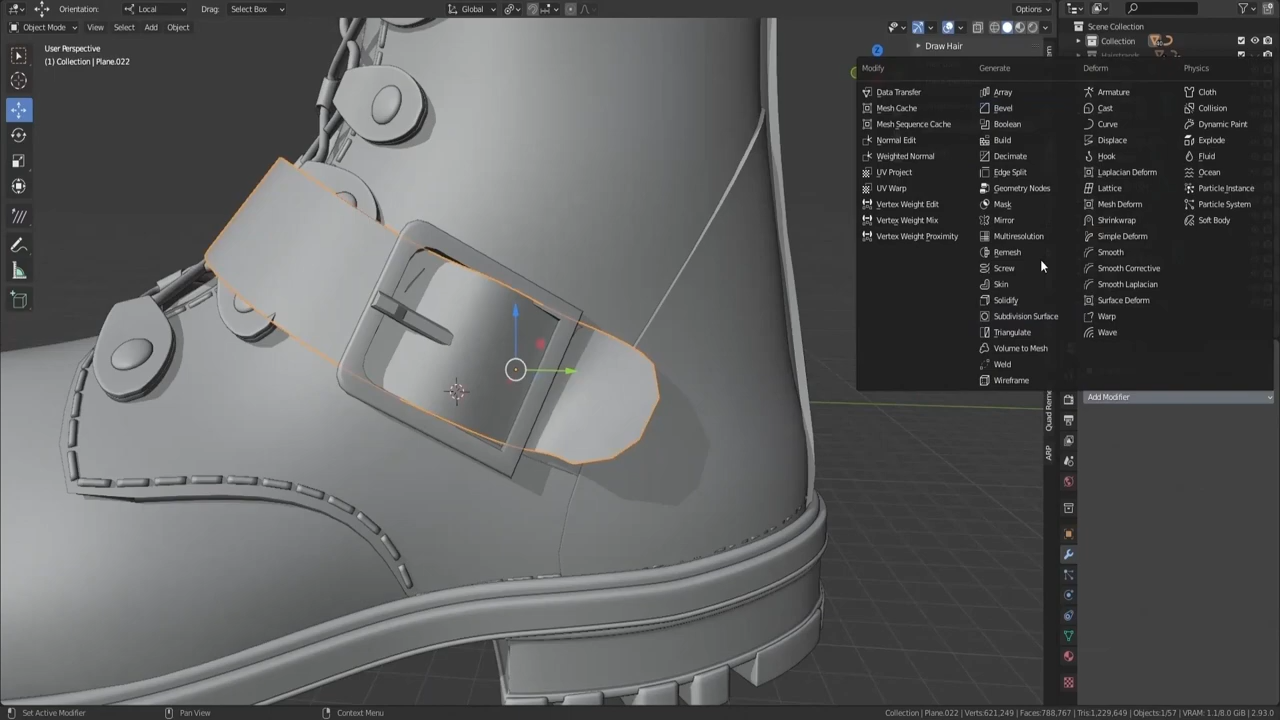 Orientation: Local Drag: Select Box Global Options
Object Mode View Select Add Object
User Perspective
(1) Collection | Plane.022
Z
Draw Hair
Scene Collection
Collection
Modify
Data Transfer
Mesh Cache
Mesh Sequence Cache
Normal Edit
Weighted Normal
UV Project
UV Warp
Vertex Weight Edit
Vertex Weight Mix
Vertex Weight Proximity
Generate
Array
Bevel
Boolean
Build
Decimate
Edge Split
Geometry Nodes
Mask
Mirror
Multiresolution
Remesh
Screw
Skin
Solidify
Subdivision Surface
Triangulate
Volume to Mesh
Weld
Wireframe
Deform
Armature
Cast
Curve
Displace
Hook
Laplacian Deform
Lattice
Mesh Deform
Shrinkwrap
Simple Deform
Smooth
Smooth Corrective
Smooth Laplacian
Surface Deform
Warp
Wave
Physics
Cloth
Collision
Dynamic Paint
Explode
Fluid
Ocean
Particle Instance
Particle System
Soft Body
Add Modifier
ARP
Set Active Modifier Pan View Context Menu Collection | Plane.022 | Verts:621,249 | Faces:788,767 | Tris:1,229,649 | Objects:1/57 | VRAM: 1.1/8.0 GiB | 2.93.0